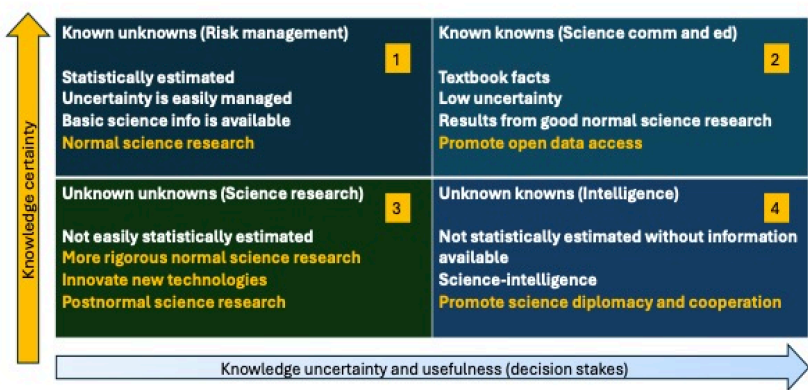 Knowledge certainty
Known unknowns (Risk management)
1
Statistically estimated
Uncertainty is easily managed
Basic science info is available
Normal science research
Known knowns (Science comm and ed)
2
Textbook facts
Low uncertainty
Results from good normal science research
Promote open data access
Unknown unknowns (Science research)
3
Not easily statistically estimated
More rigorous normal science research
Innovate new technologies
Postnormal science research
Unknown knowns (Intelligence)
4
Not statistically estimated without information
available
Science-intelligence
Promote science diplomacy and cooperation
Knowledge uncertainty and usefulness (decision stakes)